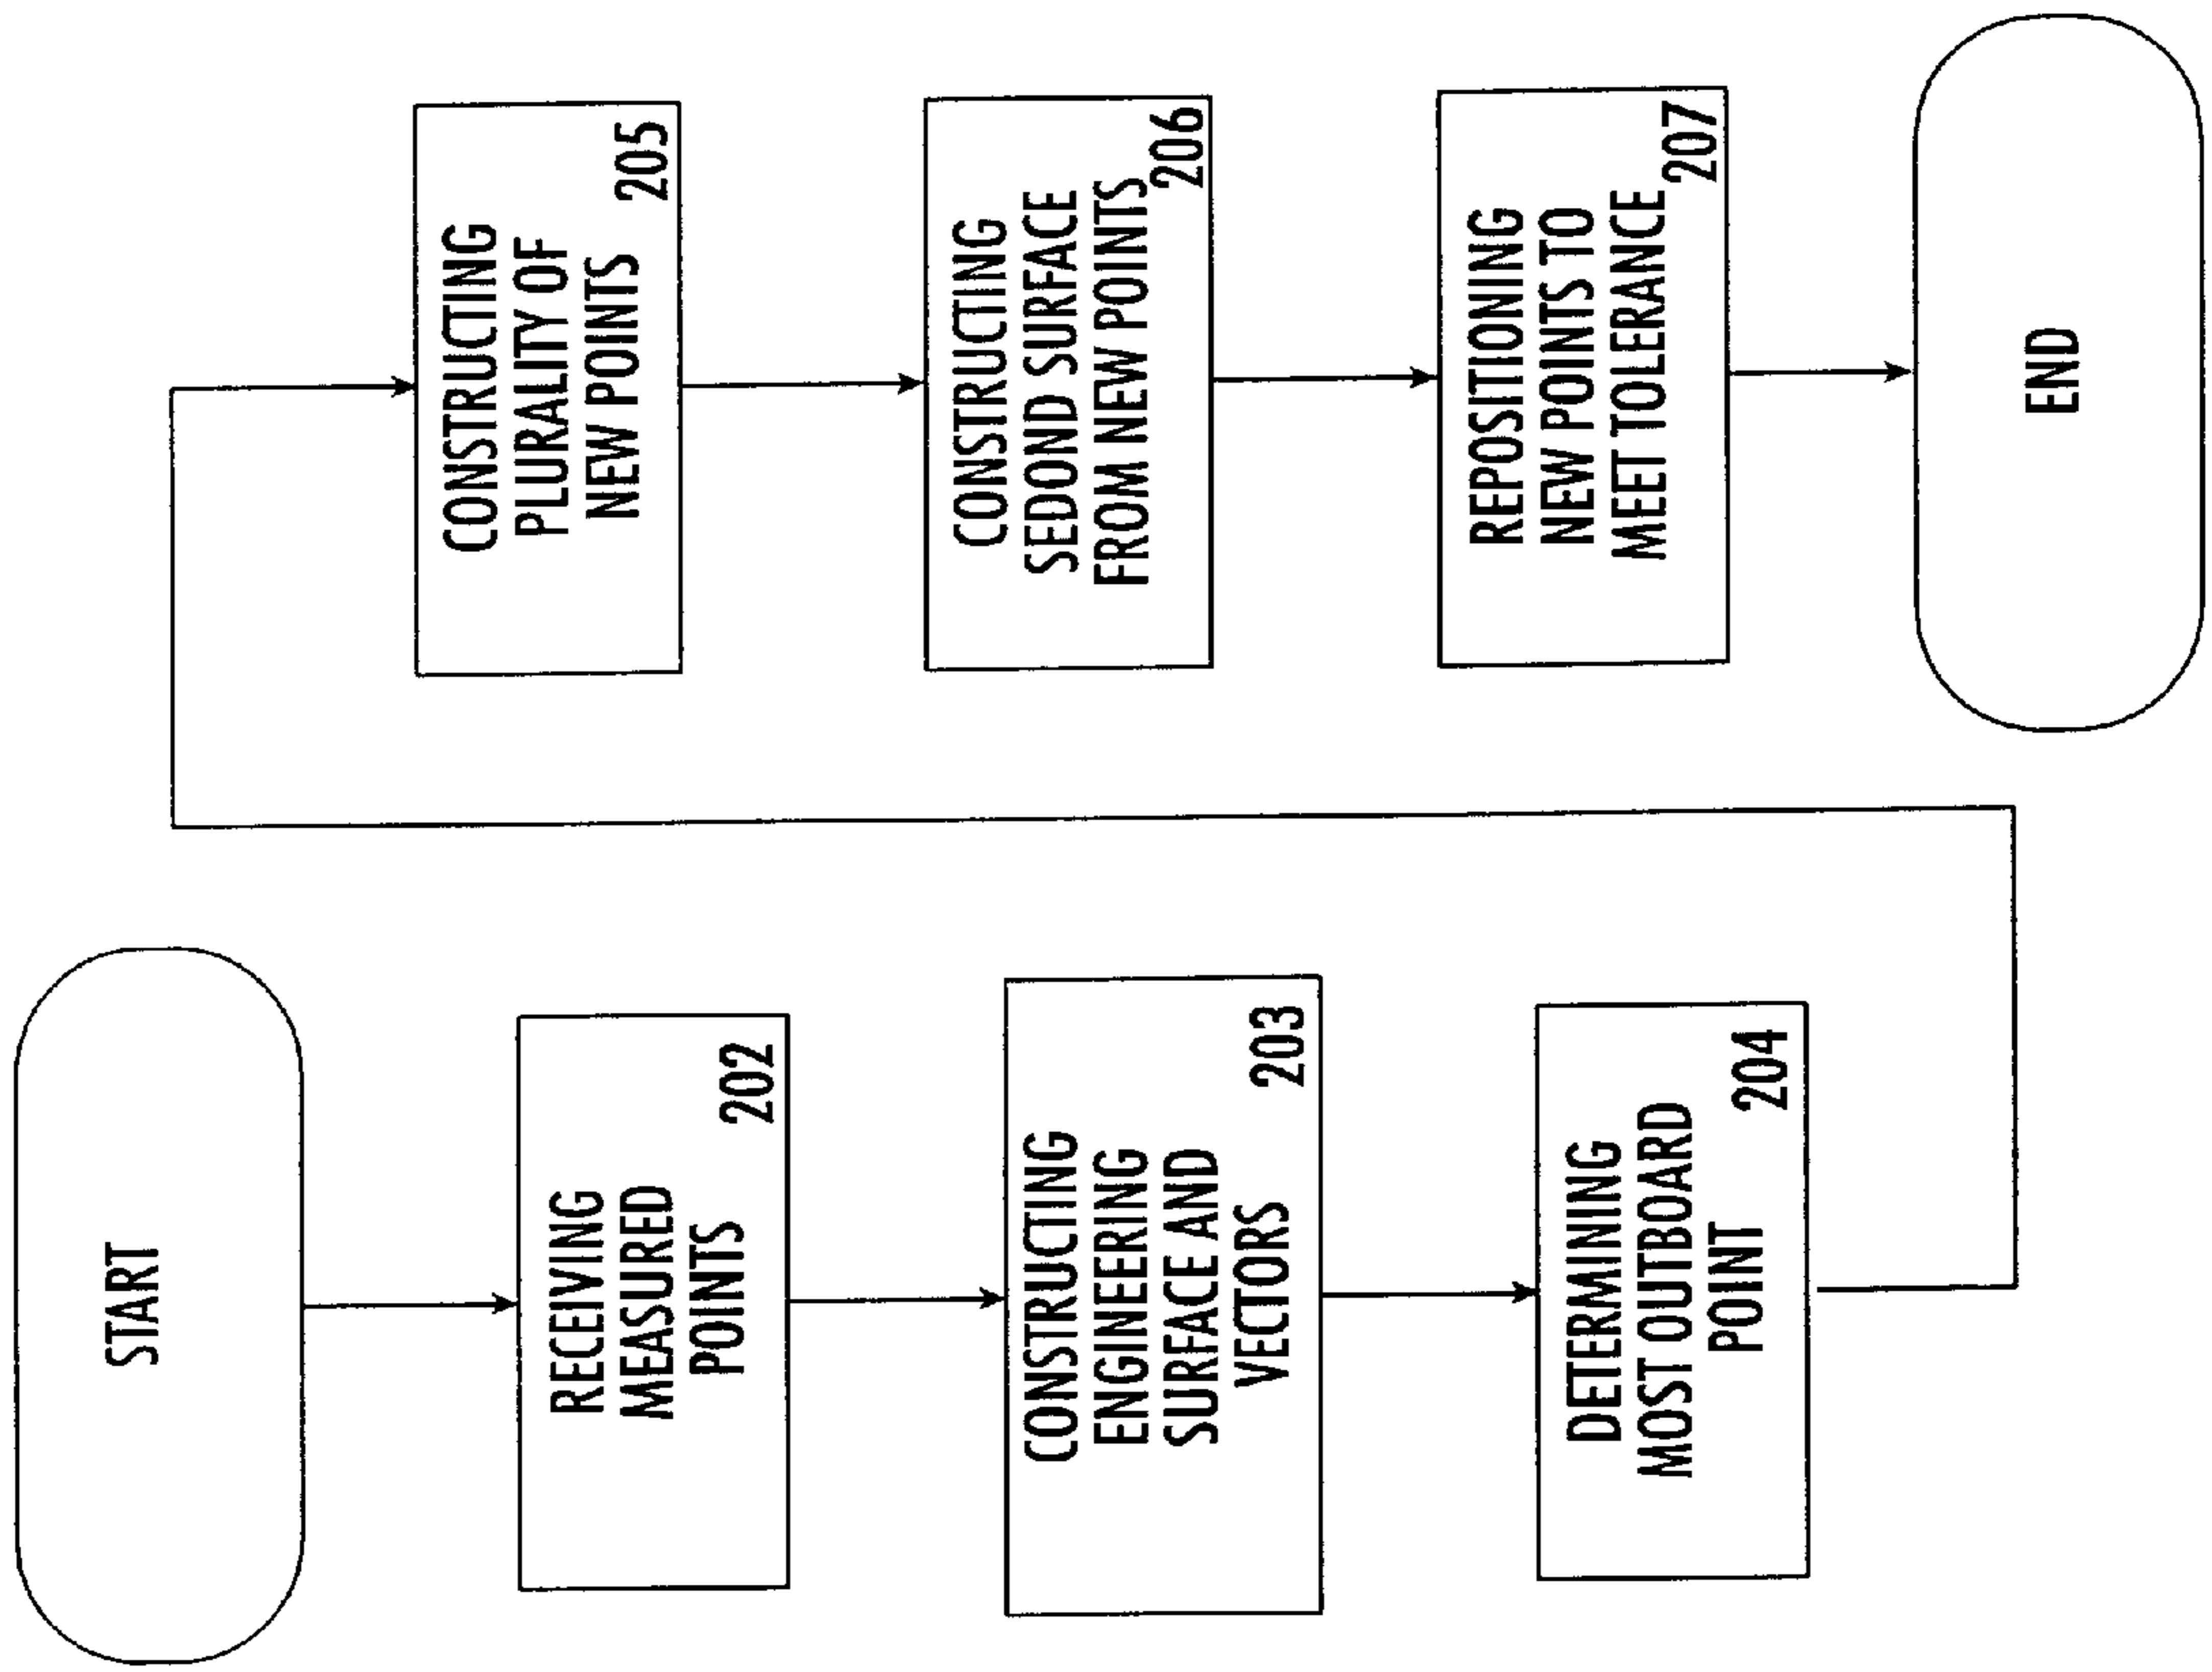 START
RECEIVING
MEASURED
POINTS
202
CONSTRUCTING
ENGINEERING
SURFACE AND
VECTORS
203
DETERMINING
MOST OUTBOARD
POINT
204
CONSTRUCTING
PLURALITY OF
NEW POINTS
205
CONSTRUCTING
SEDOND SURFACE
FROM NEW POINTS
206
REPOSITIONING
NEW POINTS TO
MEET TOLERANCE
207
END